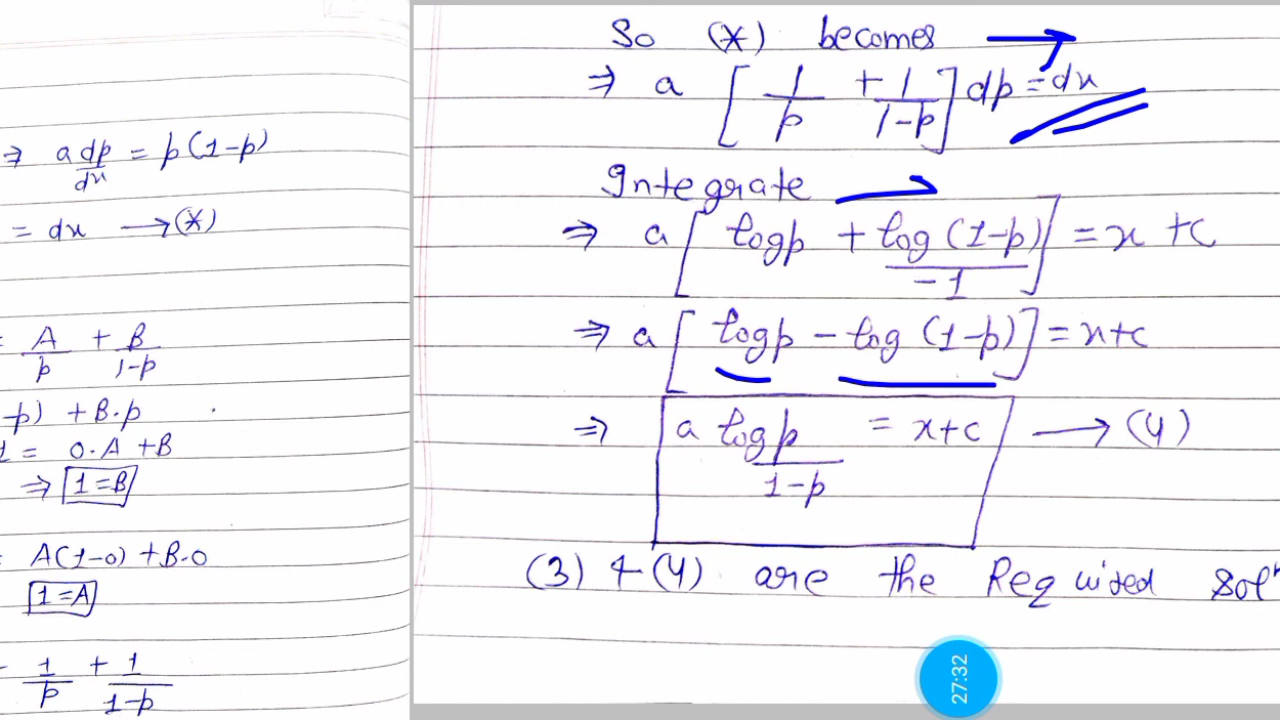 ⇒ a dp/dx = p(1-p)
= dx ⟶ (*)
= A/p + B/1-p
-p) + B.p
1 = 0.A + B
⇒ 1=B
= A(1-0) + B.0
1=A
1/p + 1/1-p
So (*) becomes ⟶
⇒ a [ 1/p + 1/1-p ] dp = dx
Integrate
⇒ a [ log p + log (1-p)/-1 ] = x + c
⇒ a [ log p - log (1-p) ] = x+c
⇒ a log p/1-p = x+c ⟶ (4)
(3) & (4) are the Required Solⁿ
27:32